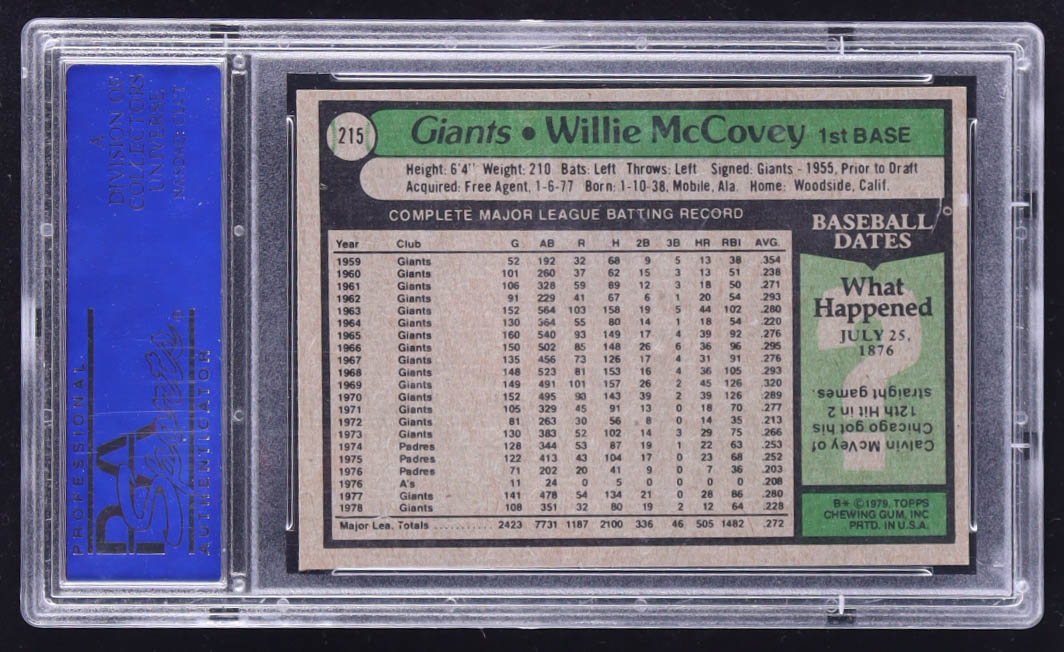 A
DIVISION OF
COLLECTORS
UNIVERSE
NASDAQ: CLCT
PROFESSIONAL
PSA
AUTHENTICATOR
215
Giants • Willie McCovey 1st BASE
Height: 6'4" Weight: 210 Bats: Left Throws: Left Signed: Giants - 1955, Prior to Draft
Acquired: Free Agent, 1-6-77 Born: 1-10-38, Mobile, Ala. Home: Woodside, Calif.
COMPLETE MAJOR LEAGUE BATTING RECORD
Year Club G AB R H 2B 3B HR RBI AVG.
1959 Giants 52 192 32 68 9 5 13 38 .354
1960 Giants 101 260 37 62 15 3 13 51 .238
1961 Giants 106 328 59 89 12 3 18 50 .271
1962 Giants 91 229 41 67 6 1 20 54 .293
1963 Giants 152 564 103 158 19 5 44 102 .280
1964 Giants 130 364 55 80 14 1 18 54 .220
1965 Giants 160 540 93 149 17 4 39 92 .276
1966 Giants 150 502 85 148 26 6 36 96 .295
1967 Giants 135 456 73 126 17 4 31 91 .276
1968 Giants 148 523 81 153 16 4 36 105 .293
1969 Giants 149 491 101 157 26 2 45 126 .320
1970 Giants 152 495 98 143 39 2 39 126 .289
1971 Giants 105 329 45 91 13 0 18 70 .277
1972 Giants 81 263 30 56 8 0 14 35 .213
1973 Giants 130 383 52 102 14 3 29 75 .266
1974 Padres 128 344 53 87 19 1 22 63 .253
1975 Padres 122 413 43 104 17 0 23 68 .252
1976 Padres 71 202 20 41 9 0 7 36 .203
1976 A's 11 24 0 5 0 0 0 0 .208
1977 Giants 141 478 54 134 21 0 28 86 .280
1978 Giants 108 351 32 80 19 2 12 64 .228
Major Lea. Totals ........... 2423 7731 1187 2100 336 46 505 1482 .272
BASEBALL
DATES
What
Happened
JULY 25,
1876
?
Calvin McVey of
Chicago got his
12th Hit in 2
straight games.
B* ©1979, TOPPS
CHEWING GUM, INC
PRTD. IN U.S.A.